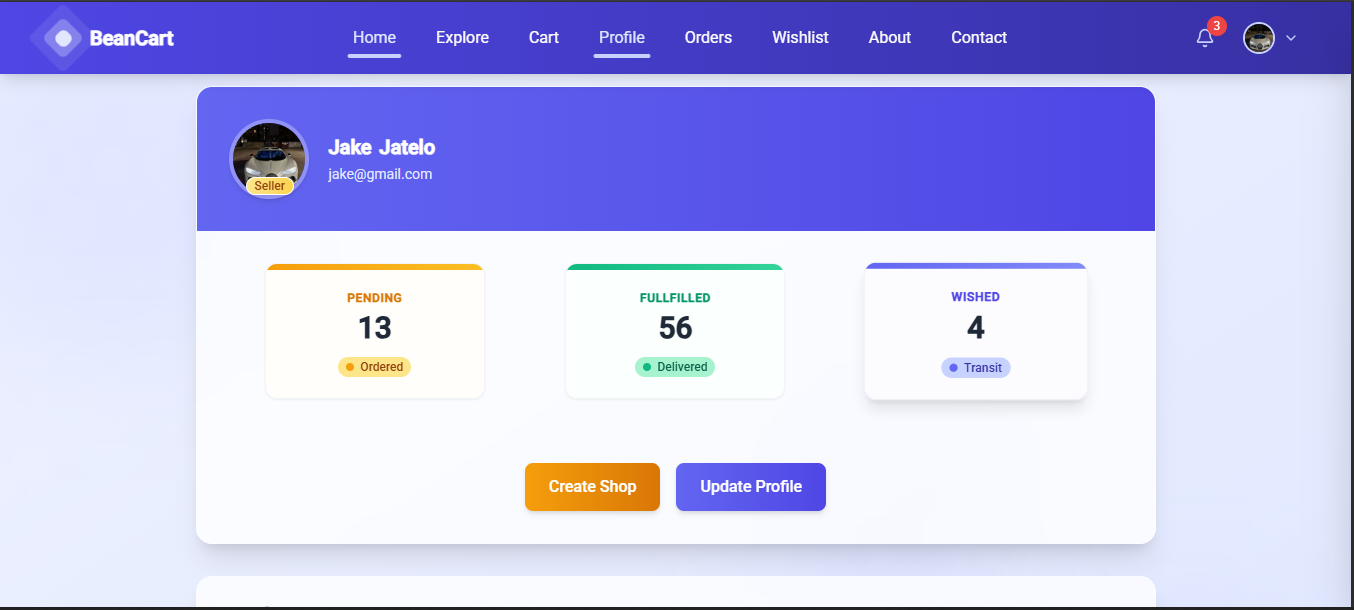 BeanCart
Home Explore Cart Profile Orders Wishlist About Contact
3
Seller
Jake Jatelo
jake@gmail.com
PENDING
13
Ordered
FULLFILLED
56
Delivered
WISHED
4
Transit
Create Shop
Update Profile